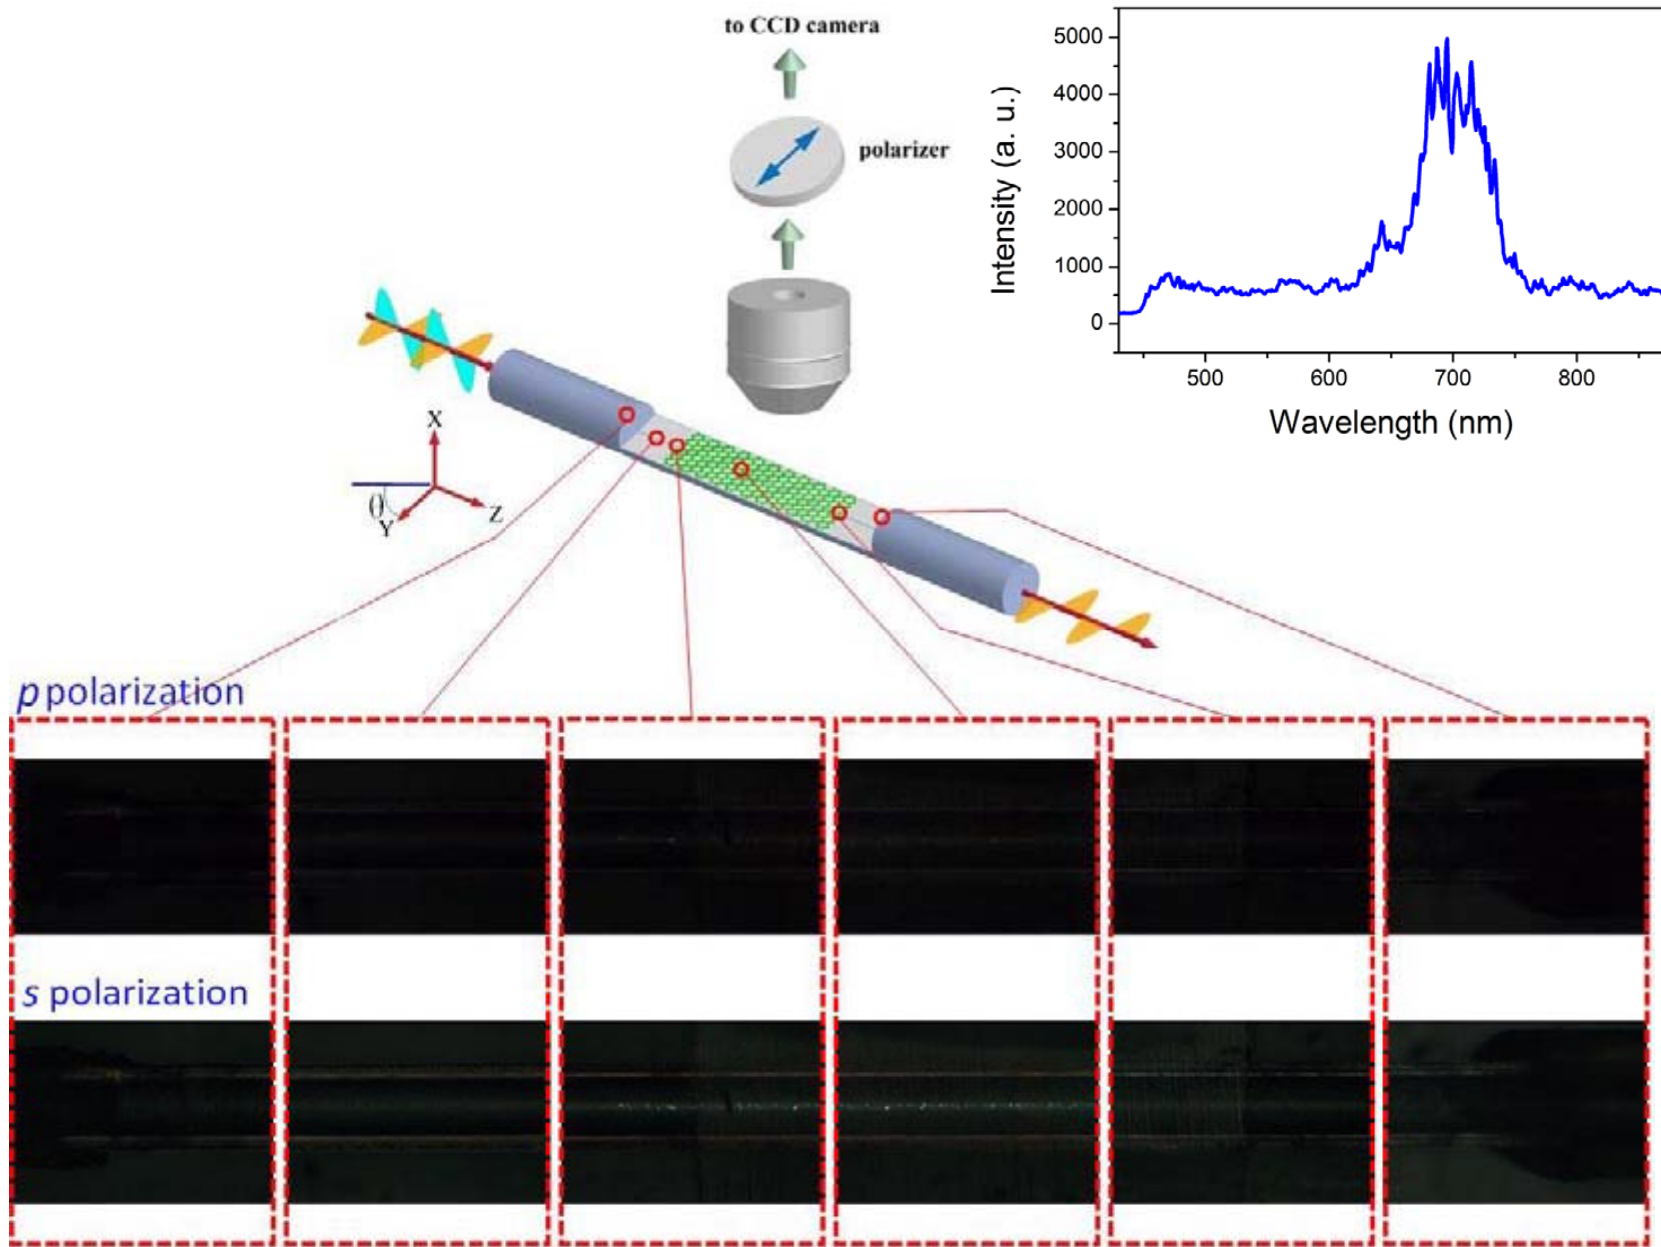 to CCD camera
polarizer
X
θ
Y
Z
Intensity (a. u.)
5000
4000
3000
2000
1000
0
500
600
700
800
Wavelength (nm)
p polarization
s polarization